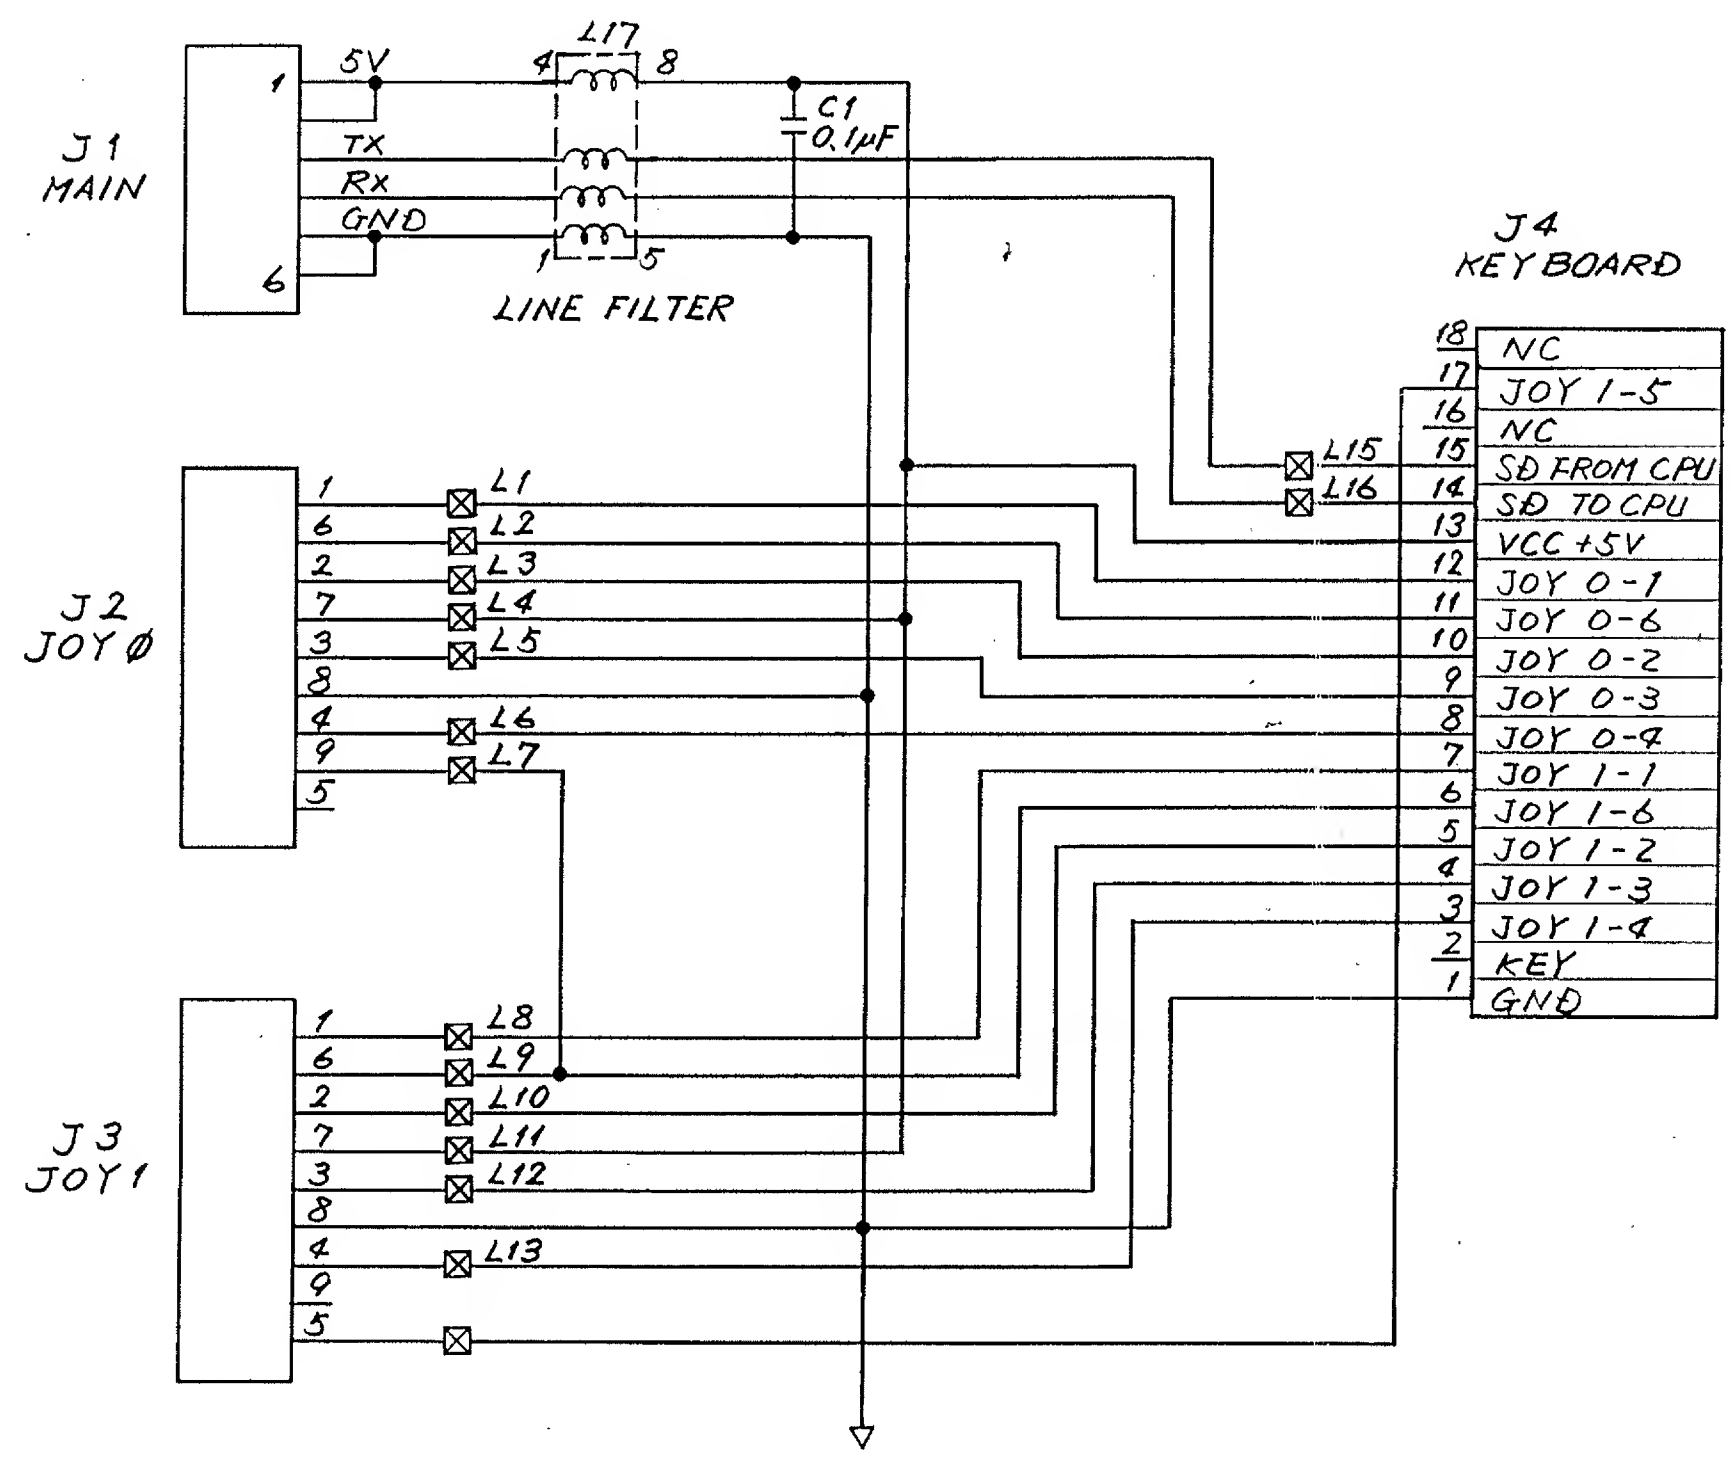 L17
5V
4
8
1
C1
0.1µF
J1
MAIN
TX
RX
GND
6
1
5
LINE FILTER
J4
KEYBOARD
18 NC
17 JOY 1-5
16 NC
L15 15 SD FROM CPU
L16 14 SD TO CPU
13 VCC +5V
12 JOY 0-1
11 JOY 0-6
10 JOY 0-2
9 JOY 0-3
8 JOY 0-4
7 JOY 1-1
6 JOY 1-6
5 JOY 1-2
4 JOY 1-3
3 JOY 1-4
2 KEY
1 GND
J2
JOY Ø
1 L1
6 L2
2 L3
7 L4
3 L5
8
4 L6
9 L7
5
J3
JOY 1
1 L8
6 L9
2 L10
7 L11
3 L12
8
4 L13
9
5